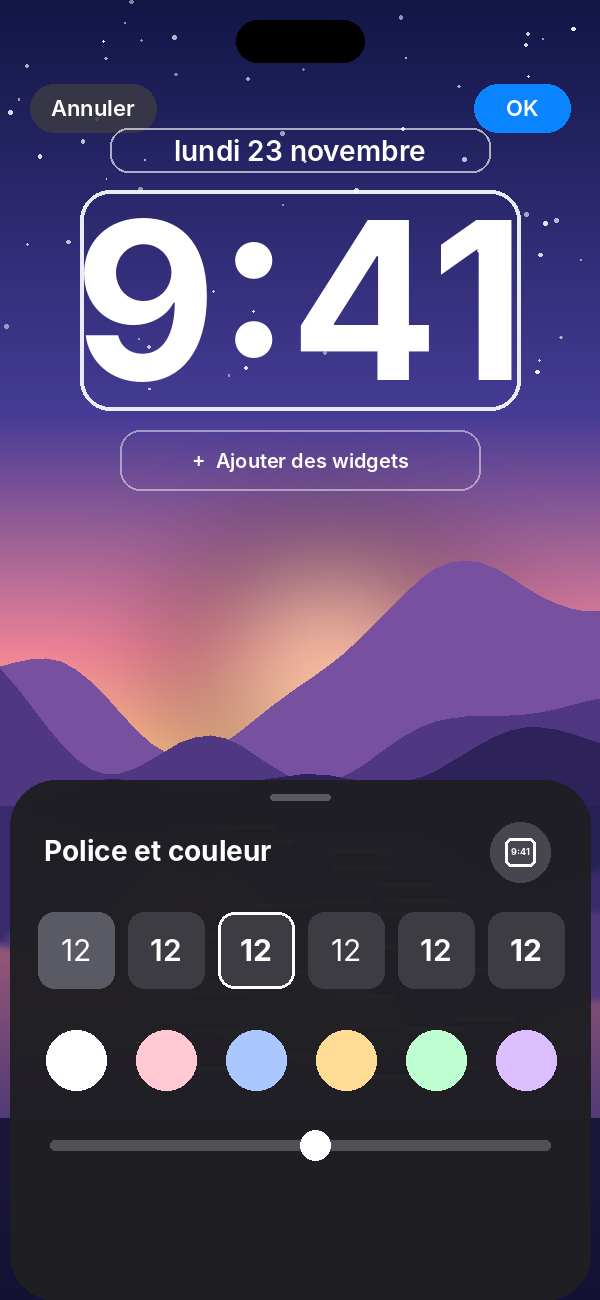 Annuler
OK
lundi 23 novembre
9:41
+ Ajouter des widgets
Police et couleur
9:41
12 12 12 12 12 12